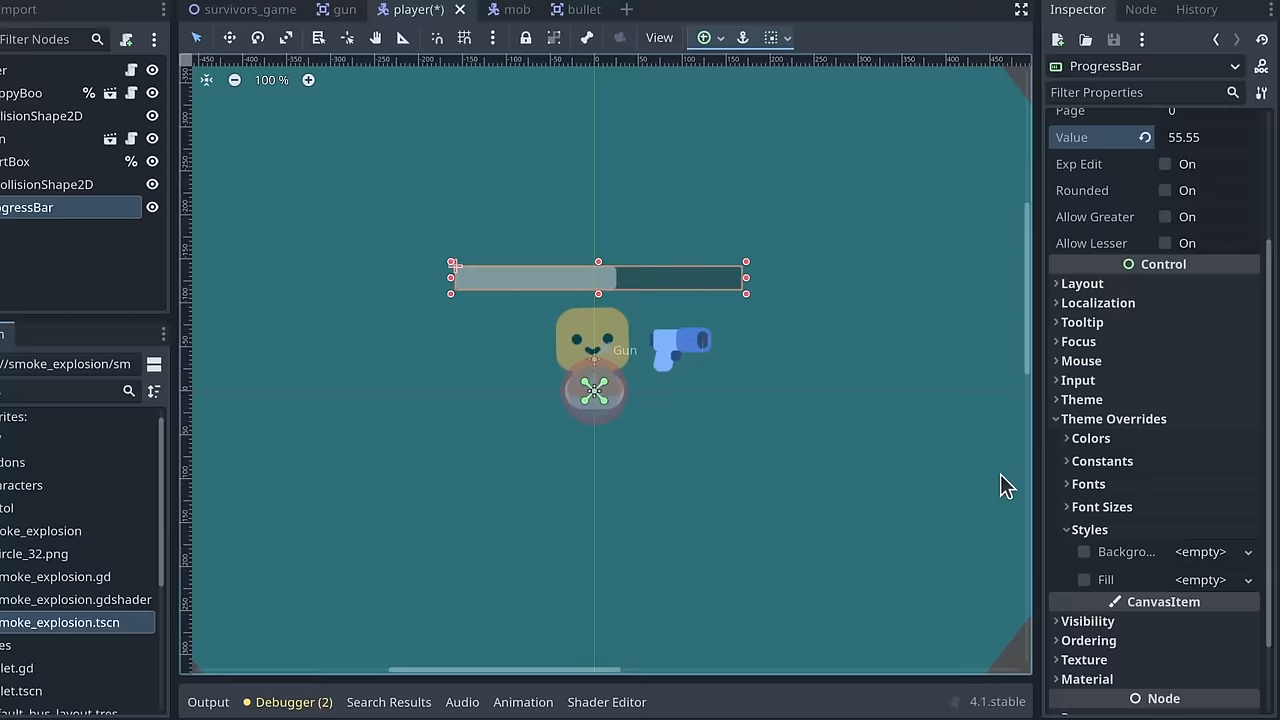 mport
survivors_game
gun
player(*)
mob
bullet
Inspector
Node
History
Filter Nodes
View
er
ppyBoo
%
ollisionShape2D
n
rtBox
%
ollisionShape2D
ogressBar
100 %
ProgressBar
Filter Properties
Page
0
Value
55.55
Exp Edit
On
Rounded
On
Allow Greater
On
Allow Lesser
On
Control
Layout
Localization
Tooltip
Focus
Mouse
Input
Theme
Theme Overrides
Colors
Constants
Fonts
Font Sizes
Styles
Backgro...
<empty>
Fill
<empty>
CanvasItem
Visibility
Ordering
Texture
Material
Node
Gun
//smoke_explosion/sm
rites:
dons
aracters
tol
oke_explosion
ircle_32.png
moke_explosion.gd
moke_explosion.gdshader
moke_explosion.tscn
es
let.gd
let.tscn
fault_bus_layout.tres
Output
Debugger (2)
Search Results
Audio
Animation
Shader Editor
4.1.stable